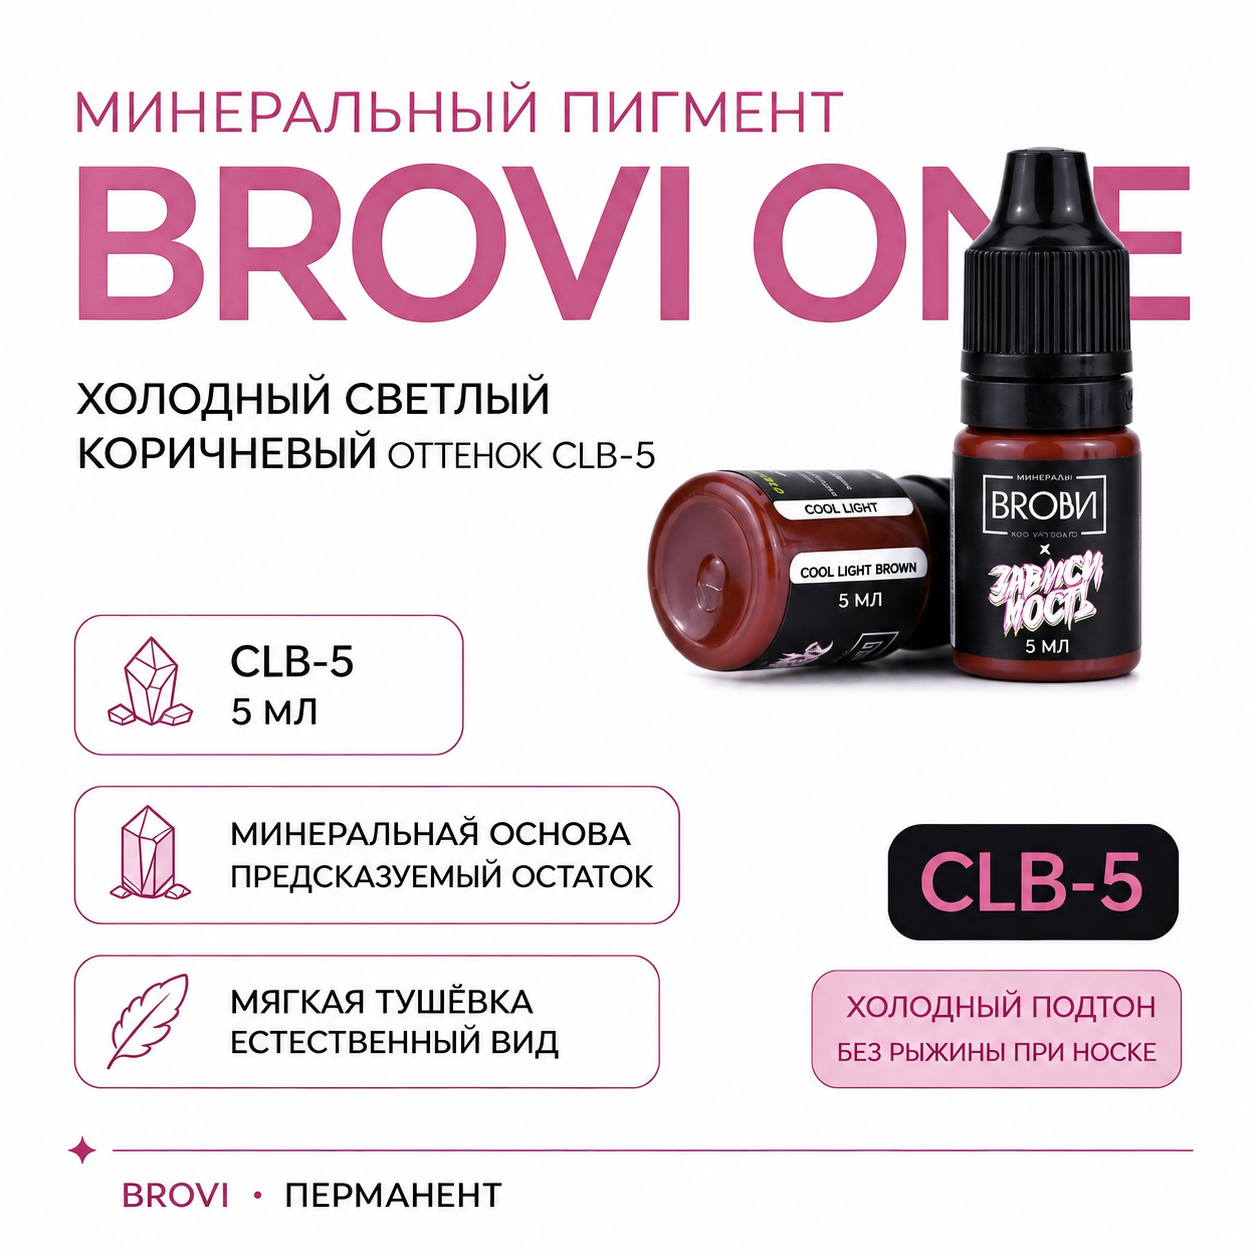 МИНЕРАЛЬНЫЙ ПИГМЕНТ
BROVI ONE
ХОЛОДНЫЙ СВЕТЛЫЙ
КОРИЧНЕВЫЙ ОТТЕНОК CLB-5
COOL LIGHT
COOL LIGHT BROWN
5 МЛ
МИНЕРАЛЫ
BROВИ
x
ЗАВИСИ
МОСТЬ
5 МЛ
CLB-5
5 МЛ
МИНЕРАЛЬНАЯ ОСНОВА
ПРЕДСКАЗУЕМЫЙ ОСТАТОК
МЯГКАЯ ТУШЁВКА
ЕСТЕСТВЕННЫЙ ВИД
CLB-5
ХОЛОДНЫЙ ПОДТОН
БЕЗ РЫЖИНЫ ПРИ НОСКЕ
BROVI • ПЕРМАНЕНТ